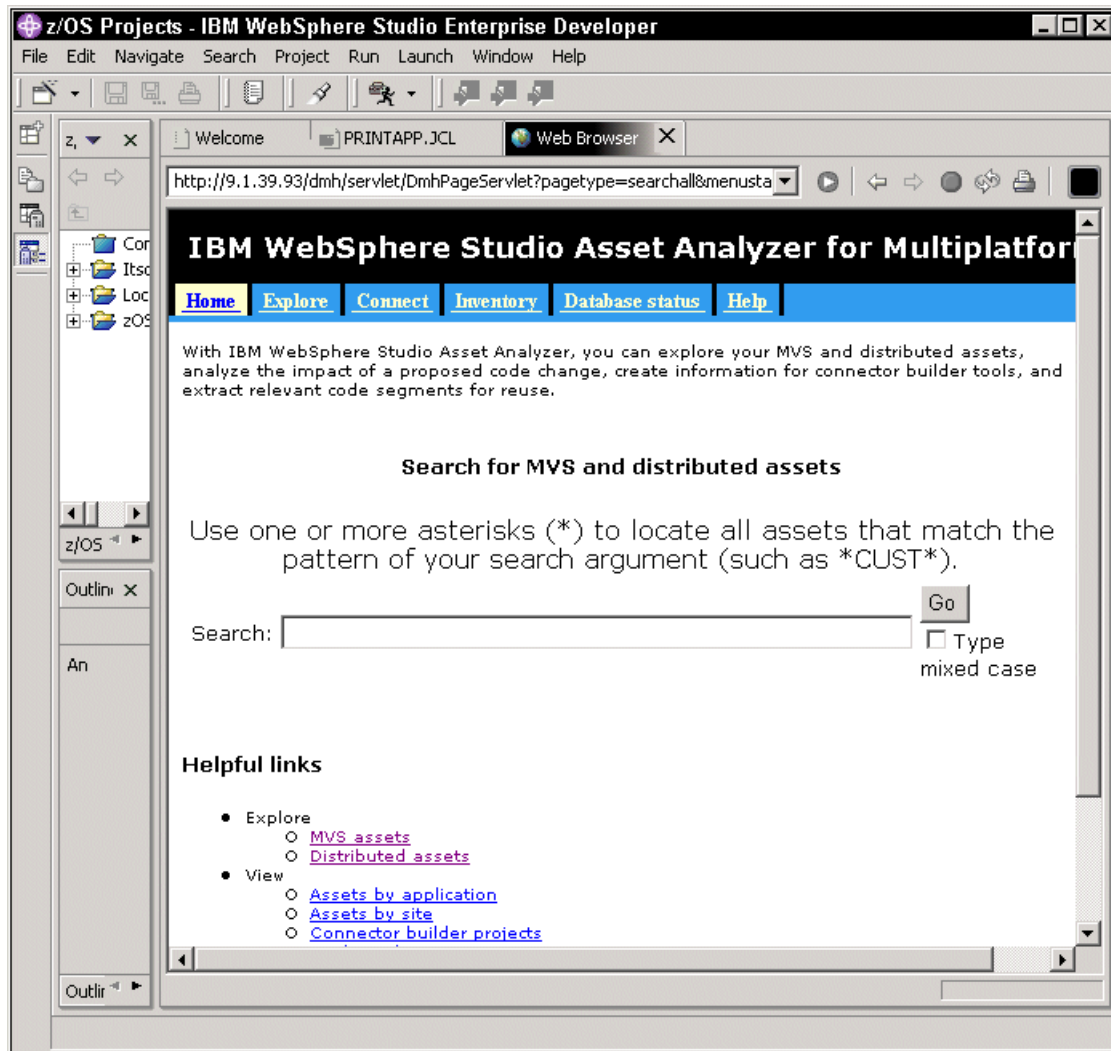 z/OS Projects - IBM WebSphere Studio Enterprise Developer
File Edit Navigate Search Project Run Launch Window Help
z,
Welcome
PRINTAPP.JCL
Web Browser
http://9.1.39.93/dmh/servlet/DmhPageServlet?pagetype=searchall&menusta
Con
Itso
Loc
zOS
z/OS
Outlin
An
Outlin
IBM WebSphere Studio Asset Analyzer for Multiplatfor
Home Explore Connect Inventory Database status Help
With IBM WebSphere Studio Asset Analyzer, you can explore your MVS and distributed assets,
analyze the impact of a proposed code change, create information for connector builder tools, and
extract relevant code segments for reuse.
Search for MVS and distributed assets
Use one or more asterisks (*) to locate all assets that match the
pattern of your search argument (such as *CUST*).
Search:
Go
Type
mixed case
Helpful links
Explore
MVS assets
Distributed assets
View
Assets by application
Assets by site
Connector builder projects